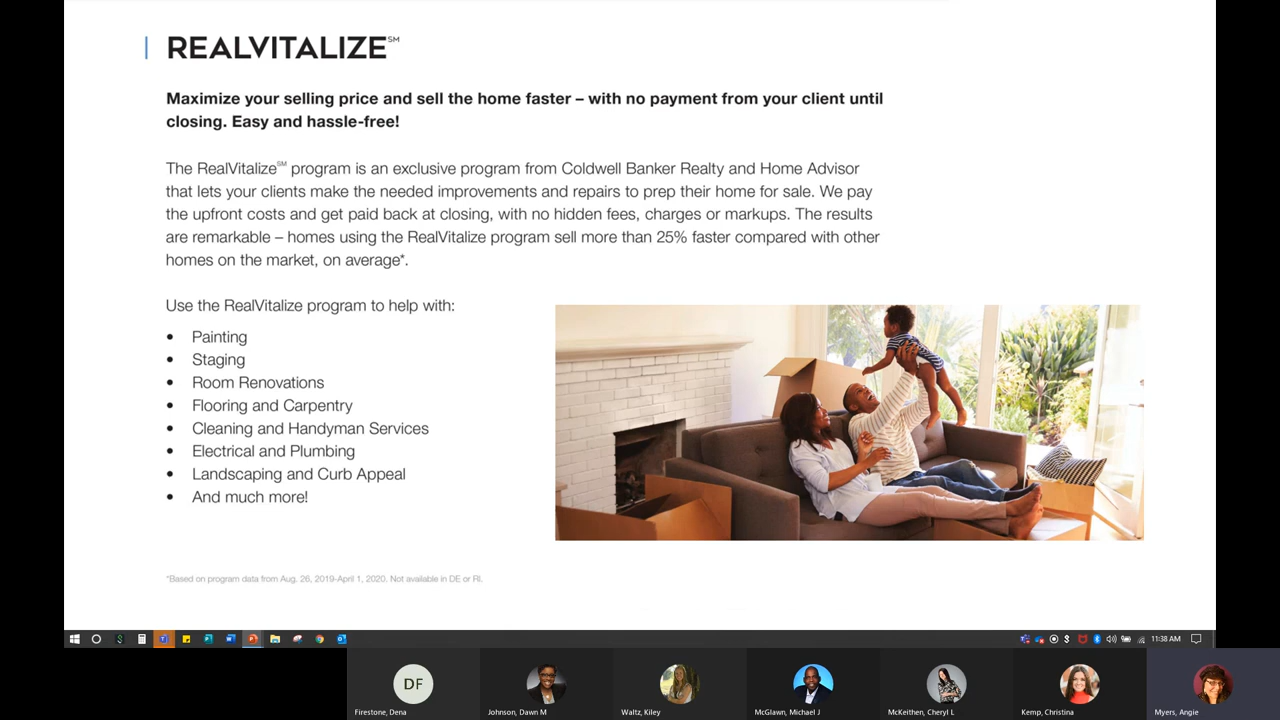 REALVITALIZE℠
Maximize your selling price and sell the home faster – with no payment from your client until
closing. Easy and hassle-free!
The RealVitalize℠ program is an exclusive program from Coldwell Banker Realty and Home Advisor
that lets your clients make the needed improvements and repairs to prep their home for sale. We pay
the upfront costs and get paid back at closing, with no hidden fees, charges or markups. The results
are remarkable – homes using the RealVitalize program sell more than 25% faster compared with other
homes on the market, on average*.
Use the RealVitalize program to help with:
• Painting
• Staging
• Room Renovations
• Flooring and Carpentry
• Cleaning and Handyman Services
• Electrical and Plumbing
• Landscaping and Curb Appeal
• And much more!
*Based on program data from Aug. 26, 2019-April 1, 2020. Not available in DE or RI.
11:38 AM
DF
Firestone, Dena
Johnson, Dawn M
Waltz, Kiley
McGlawn, Michael J
McKeithen, Cheryl L
Kemp, Christina
Myers, Angie